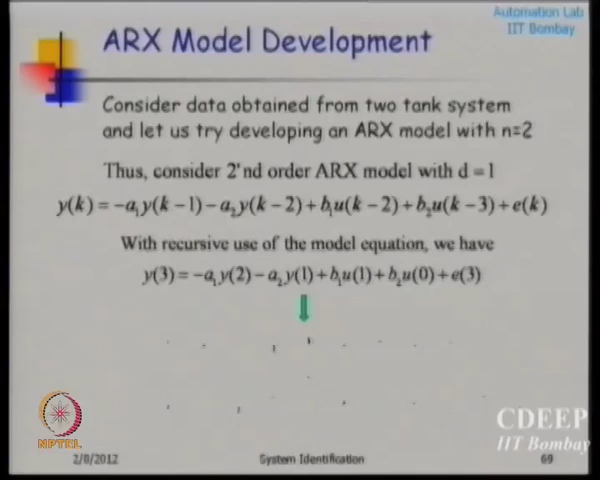 Automation Lab
IIT Bombay
ARX Model Development
Consider data obtained from two tank system
and let us try developing an ARX model with n=2
Thus, consider 2'nd order ARX model with d = 1
y(k) = −a₁y(k−1) − a₂y(k−2) + b₁u(k−2) + b₂u(k−3) + e(k)
With recursive use of the model equation, we have
y(3) = −a₁y(2) − a₂y(1) + b₁u(1) + b₂u(0) + e(3)
CDEEP
IIT Bombay
NPTEL
2/8/2012
System Identification
69